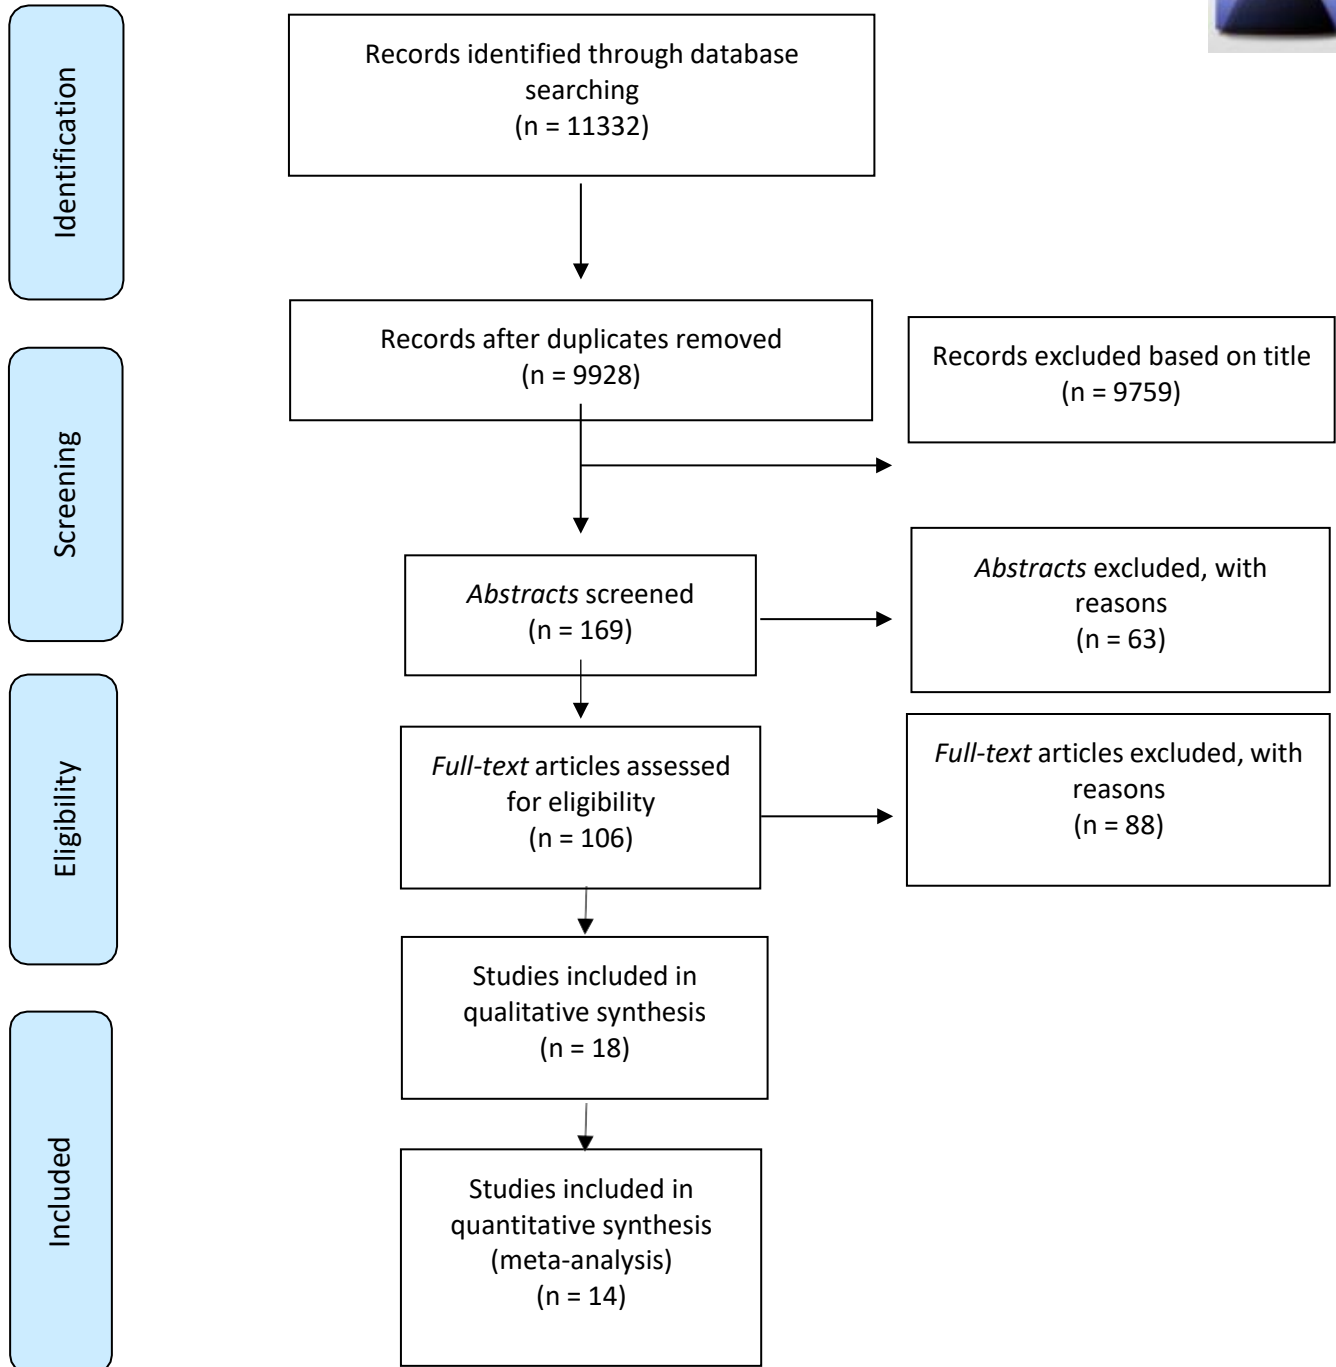 Identification
Records identified through database
searching
(n = 11332)
Records after duplicates removed
(n = 9928)
Records excluded based on title
(n = 9759)
Screening
Abstracts screened
(n = 169)
Abstracts excluded, with
reasons
(n = 63)
Eligibility
Full-text articles assessed
for eligibility
(n = 106)
Full-text articles excluded, with
reasons
(n = 88)
Studies included in
qualitative synthesis
(n = 18)
Included
Studies included in
quantitative synthesis
(meta-analysis)
(n = 14)